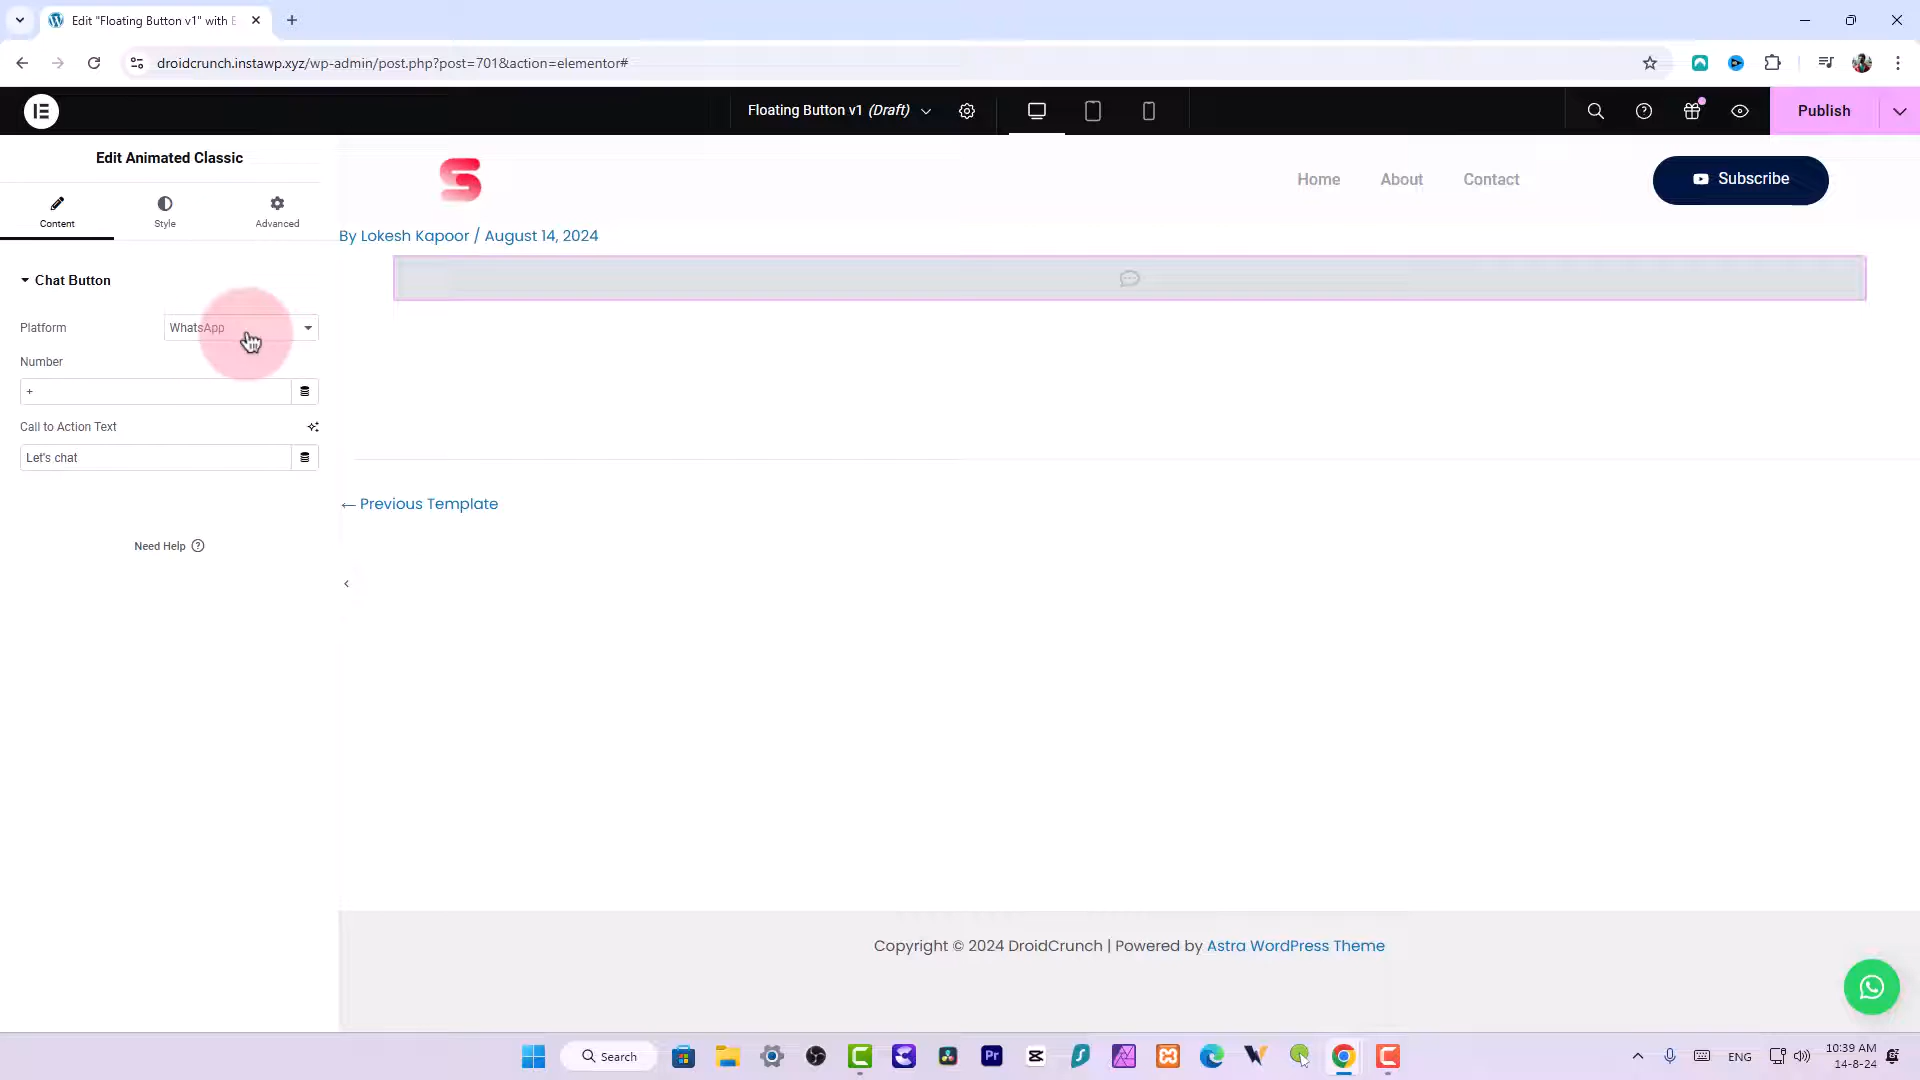 Edit "Floating Button v1" with E
droidcrunch.instawp.xyz/wp-admin/post.php?post=701&action=elementor#
Floating Button v1 (Draft)
Publish
Edit Animated Classic
Content
Style
Advanced
Home
About
Contact
Subscribe
By Lokesh Kapoor / August 14, 2024
Chat Button
Platform
WhatsApp
Number
+
Call to Action Text
Let's chat
← Previous Template
Need Help
Copyright © 2024 DroidCrunch | Powered by Astra WordPress Theme
Search
Pr
ENG
10:39 AM
14-8-24